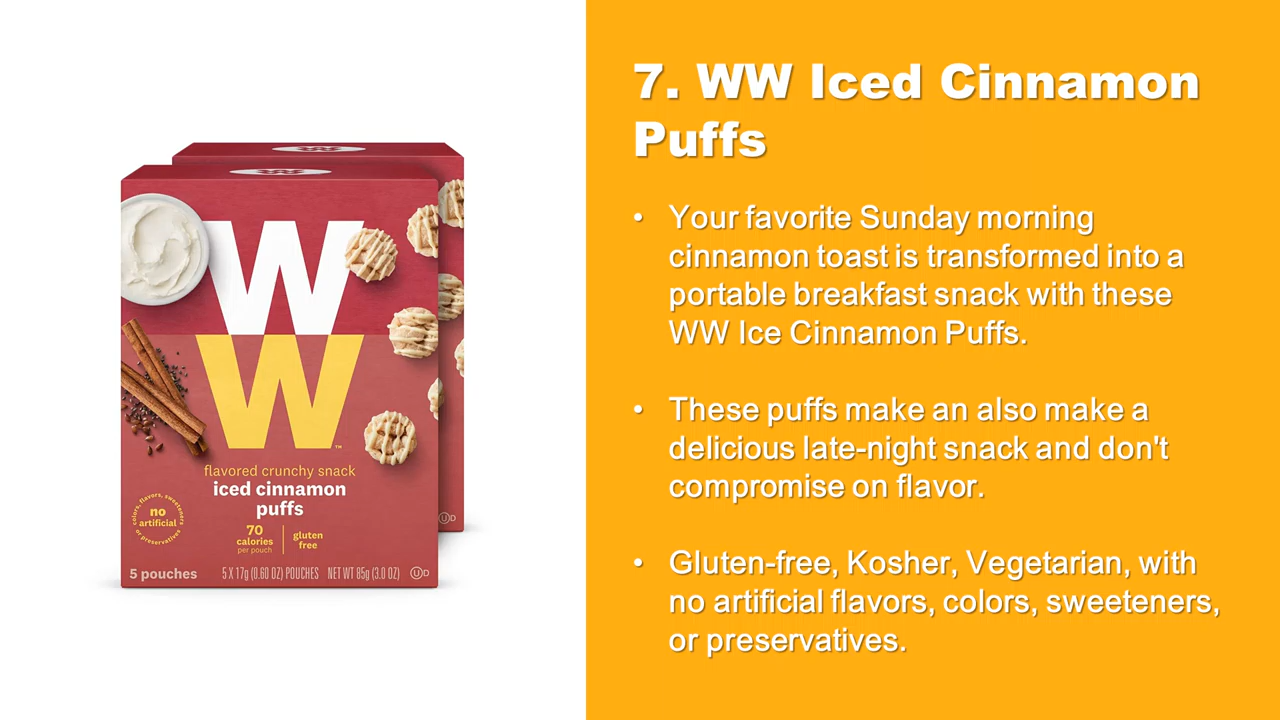 W
W
™
flavored crunchy snack
iced cinnamon
puffs
colors, flavors, sweeteners
no
artificial
or preservatives
70
calories
per pouch
gluten
free
5 pouches
5 X 17g (0.60 OZ) POUCHES NET WT 85g (3.0 OZ)
U D
U D
7. WW Iced Cinnamon
Puffs
• Your favorite Sunday morning
cinnamon toast is transformed into a
portable breakfast snack with these
WW Ice Cinnamon Puffs.
• These puffs make an also make a
delicious late-night snack and don't
compromise on flavor.
• Gluten-free, Kosher, Vegetarian, with
no artificial flavors, colors, sweeteners,
or preservatives.